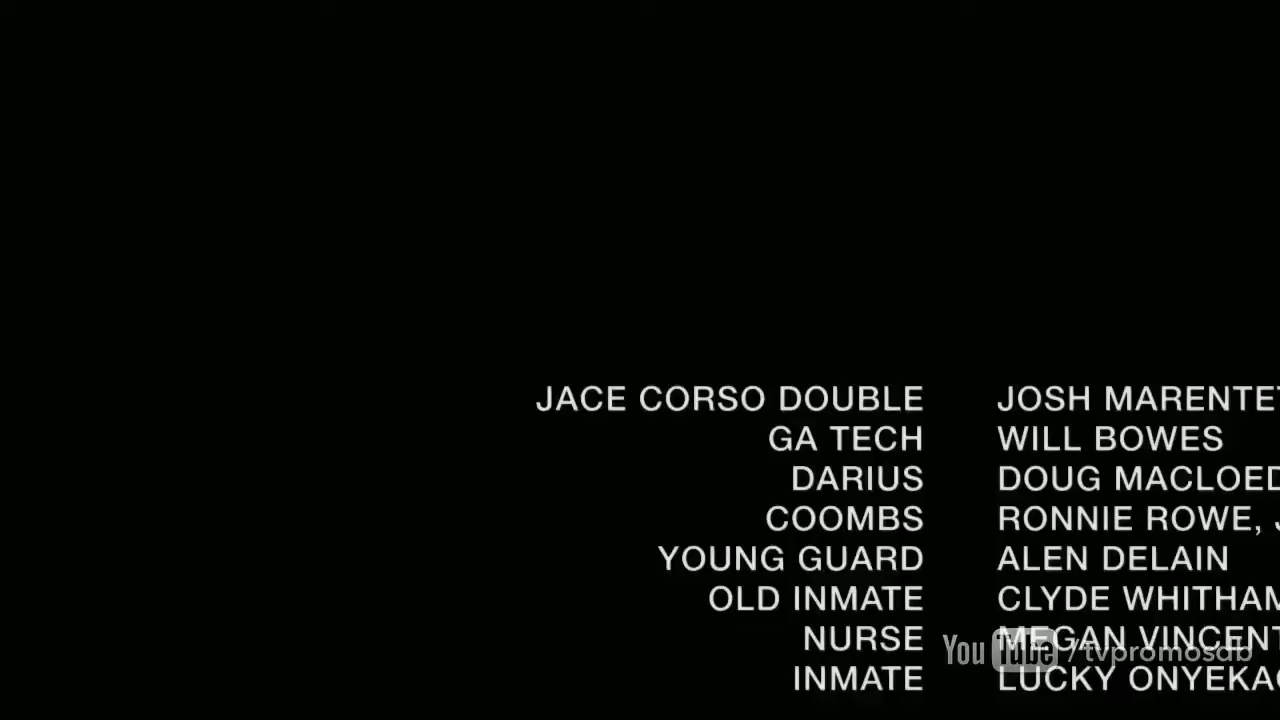 JACE CORSO DOUBLE JOSH MARENTET
GA TECH WILL BOWES
DARIUS DOUG MACLOED
COOMBS RONNIE ROWE, J
YOUNG GUARD ALEN DELAIN
OLD INMATE CLYDE WHITHAM
NURSE MEGAN VINCENT
INMATE LUCKY ONYEKA
YouTube /tvpromosdb